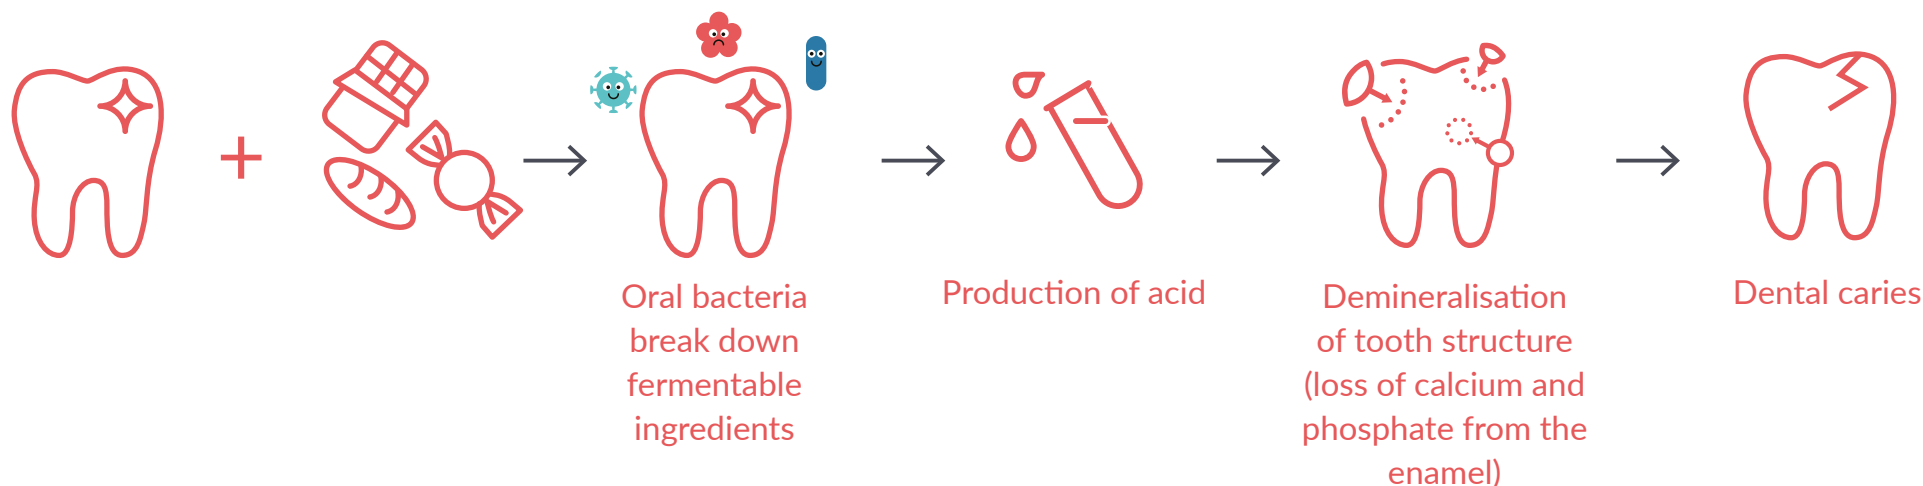 Oral bacteria
break down
fermentable
ingredients
Production of acid
Demineralisation
of tooth structure
(loss of calcium and
phosphate from the
enamel)
Dental caries